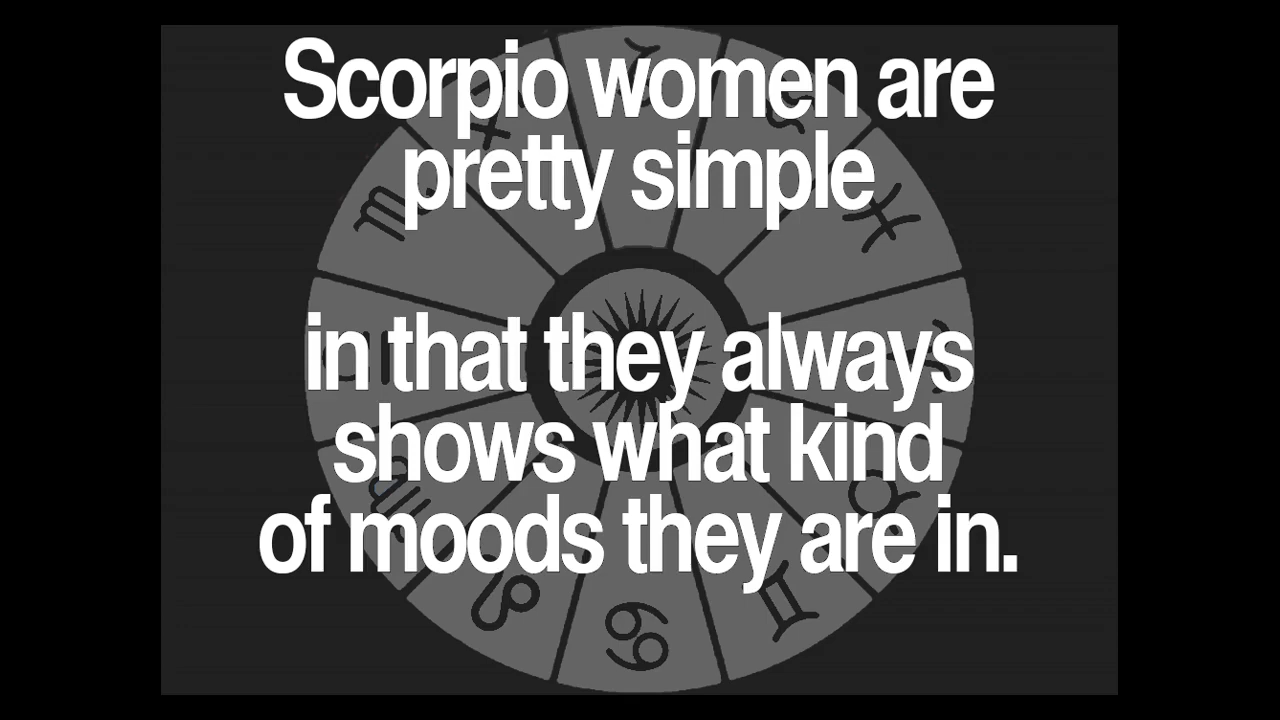 Scorpio women are
pretty simple
in that they always
shows what kind
of moods they are in.